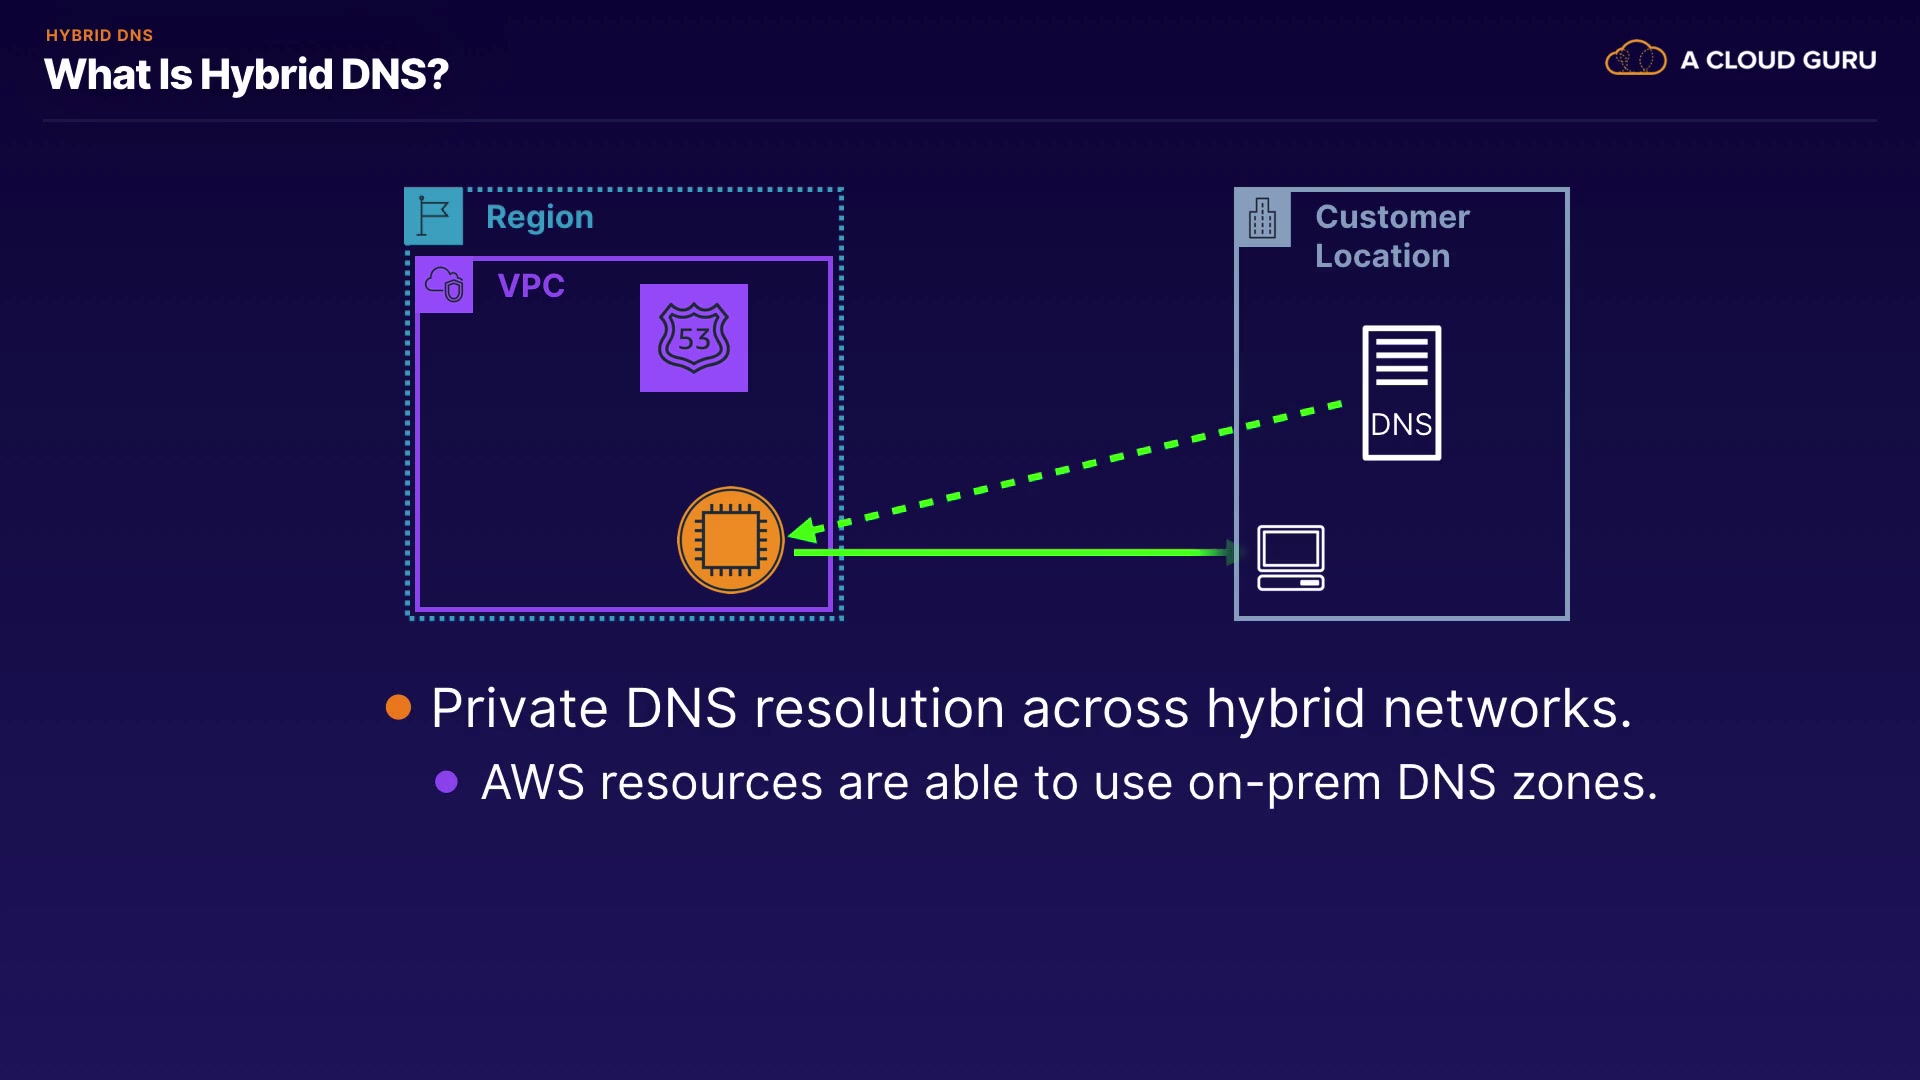 HYBRID DNS
What Is Hybrid DNS?
A CLOUD GURU
Region
VPC
53
Customer
Location
DNS
Private DNS resolution across hybrid networks.
AWS resources are able to use on-prem DNS zones.